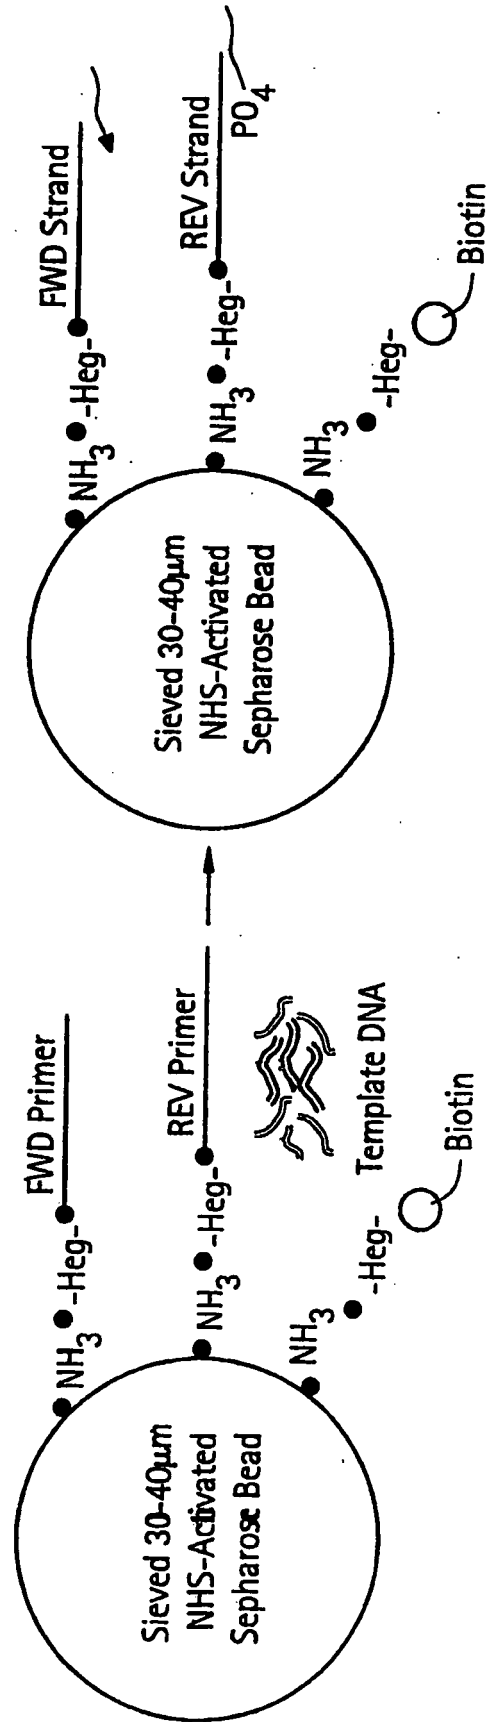 Sieved 30-40µm
NHS-Activated
Sepharose Bead
NH3
-Heg-
FWD Primer
NH3
-Heg-
REV Primer
NH3
-Heg-
Biotin
Template DNA
Sieved 30-40µm
NHS-Activated
Sepharose Bead
NH3
-Heg-
FWD Strand
NH3
-Heg-
REV Strand
PO4
NH3
-Heg-
Biotin